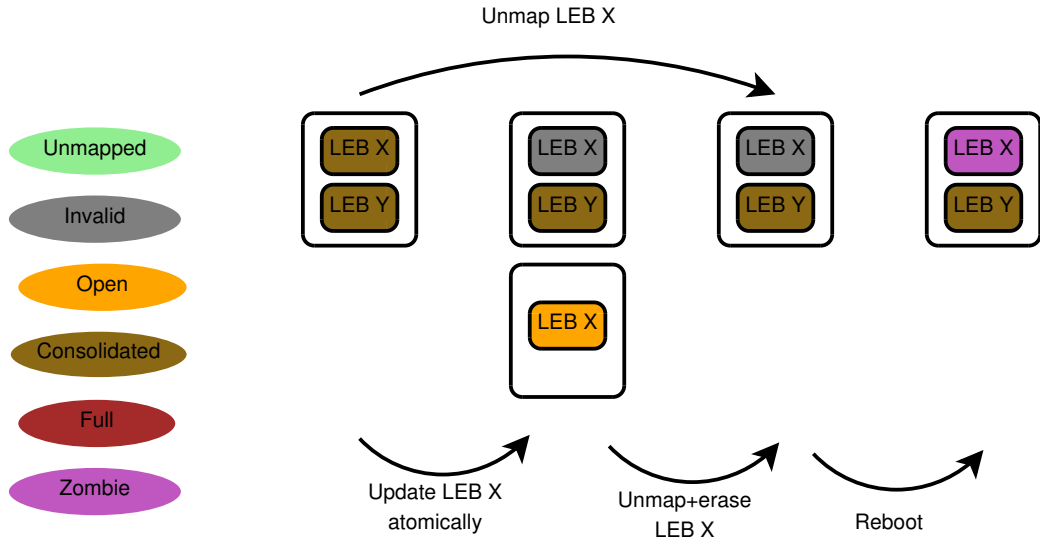 Unmap LEB X
Unmapped
Invalid
Open
Consolidated
Full
Zombie
LEB X
LEB Y
LEB X
LEB Y
LEB X
LEB X
LEB Y
LEB X
LEB Y
Update LEB X
atomically
Unmap+erase
LEB X
Reboot